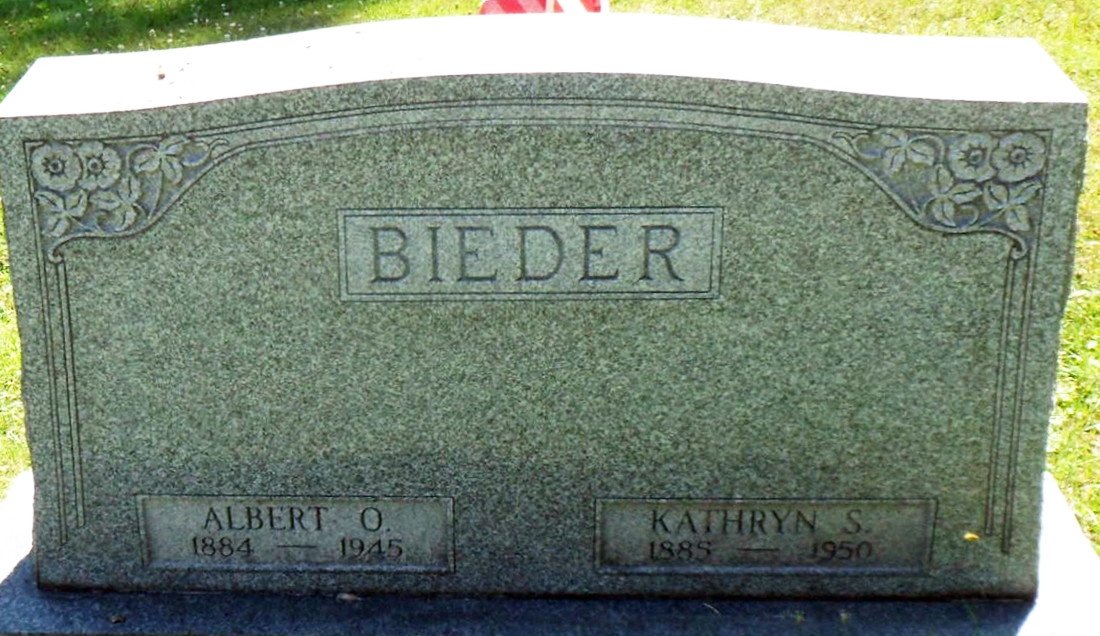 BIEDER
ALBERT O.
1884 — 1945
KATHRYN S.
1885 — 1950